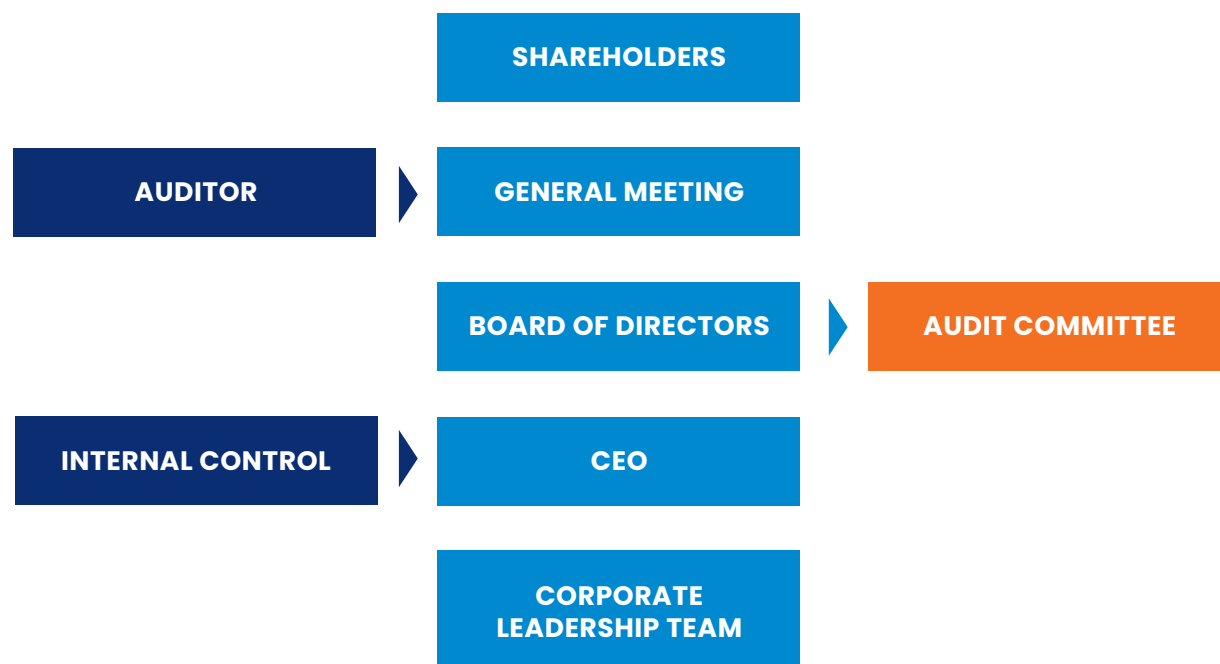 SHAREHOLDERS
AUDITOR
GENERAL MEETING
BOARD OF DIRECTORS
AUDIT COMMITTEE
INTERNAL CONTROL
CEO
CORPORATE
LEADERSHIP TEAM